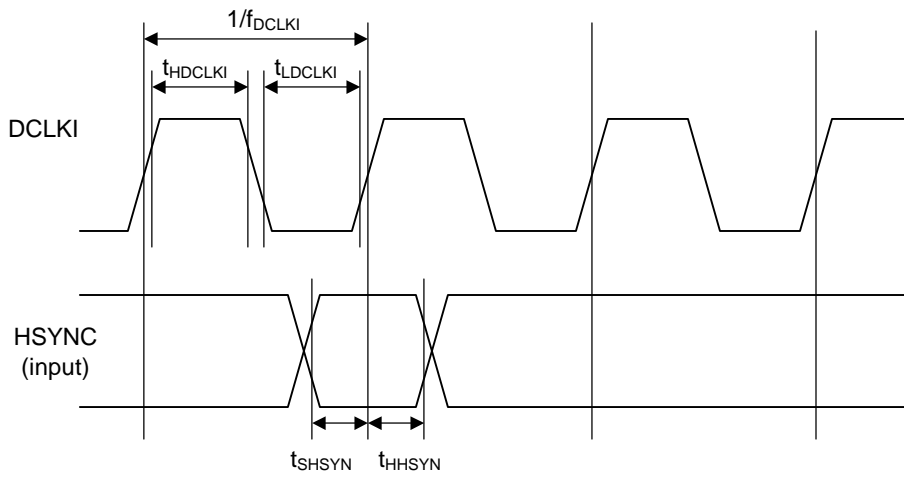 1/fDCLKI
tHDCLKI tLDCLKI
DCLKI
HSYNC
(input)
tSHSYN tHHSYN